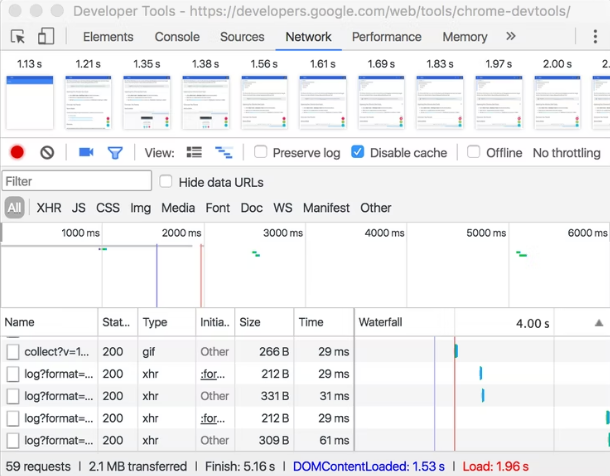 Developer Tools - https://developers.google.com/web/tools/chrome-devtools/
Elements Console Sources Network Performance Memory »
1.13 s 1.21 s 1.35 s 1.38 s 1.56 s 1.61 s 1.69 s 1.83 s 1.97 s 2.00 s 2.
View: Preserve log Disable cache Offline No throttling
Filter Hide data URLs
All XHR JS CSS Img Media Font Doc WS Manifest Other
1000 ms 2000 ms 3000 ms 4000 ms 5000 ms 6000 ms
Name Stat... Type Initia.. Size Time Waterfall 4.00 s
collect?v=1... 200 gif Other 266 B 29 ms
log?format=... 200 xhr :for... 212 B 29 ms
log?format=... 200 xhr Other 331 B 31 ms
log?format=... 200 xhr :for... 212 B 29 ms
log?format=... 200 xhr Other 309 B 61 ms
59 requests | 2.1 MB transferred | Finish: 5.16 s | DOMContentLoaded: 1.53 s | Load: 1.96 s